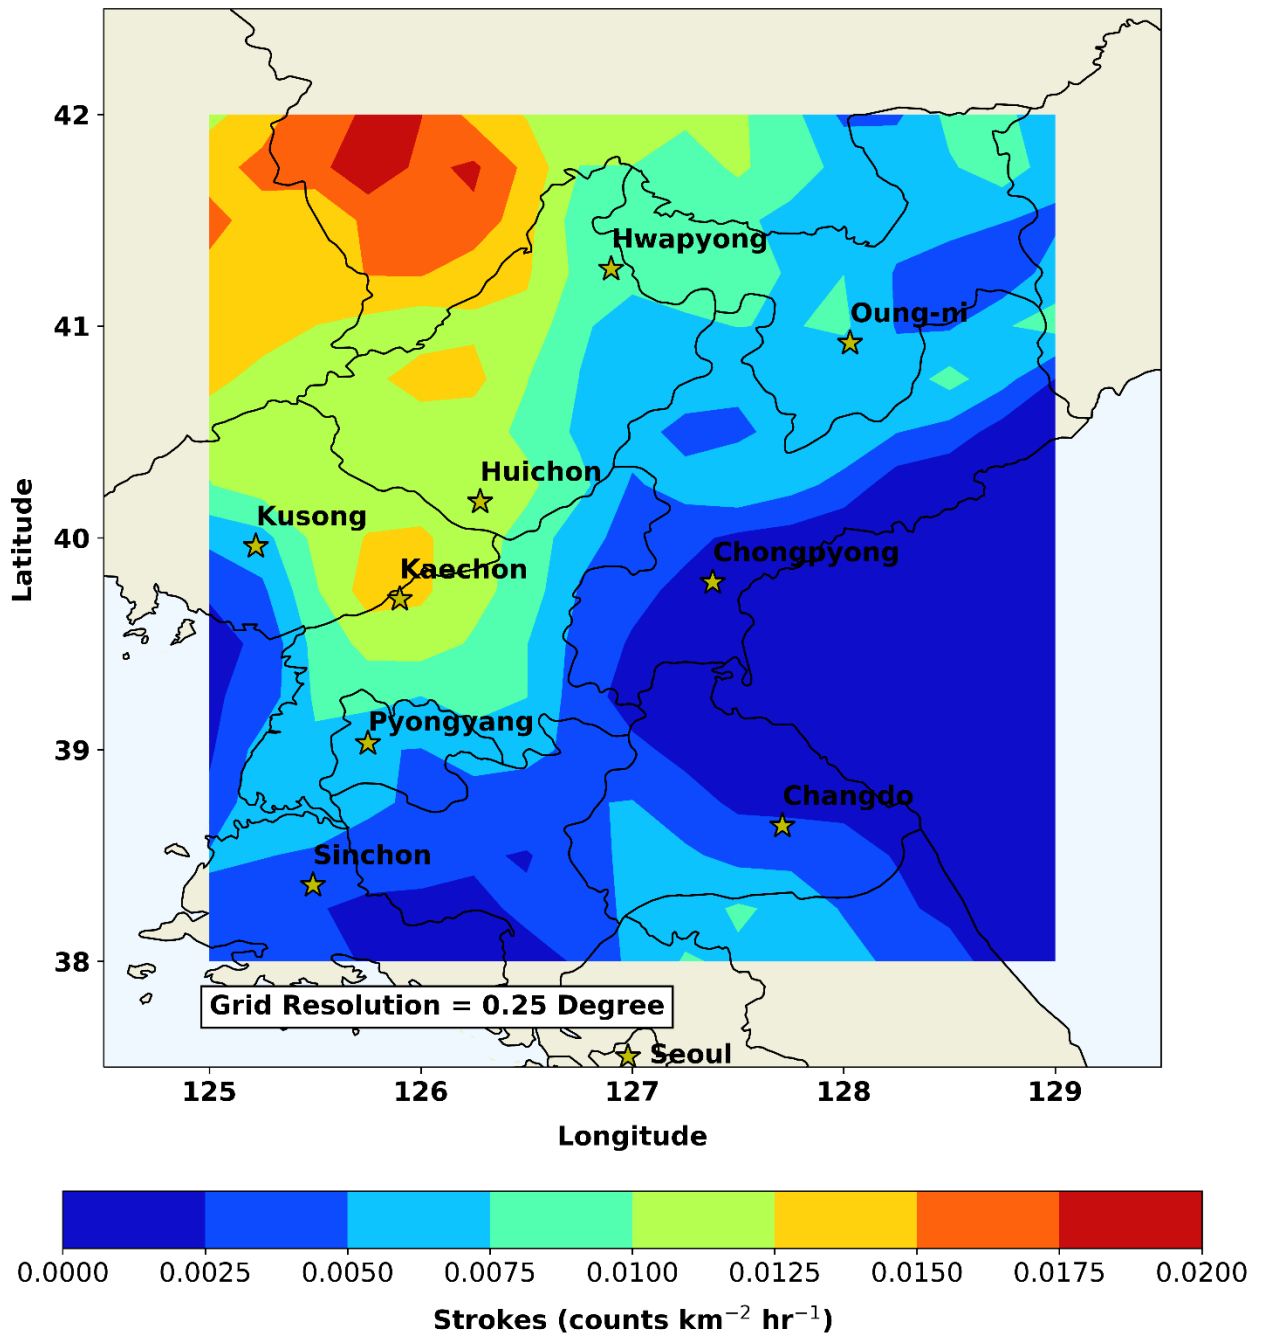 42
Hwapyong
41
Oung-ni
Huichon
Kusong
40
Chongpyong
Kaechon
Latitude
39
Pyongyang
Changdo
Sinchon
38
Grid Resolution = 0.25 Degree
Seoul
125 126 127 128 129
Longitude
0.0000 0.0025 0.0050 0.0075 0.0100 0.0125 0.0150 0.0175 0.0200
Strokes (counts km⁻² hr⁻¹)